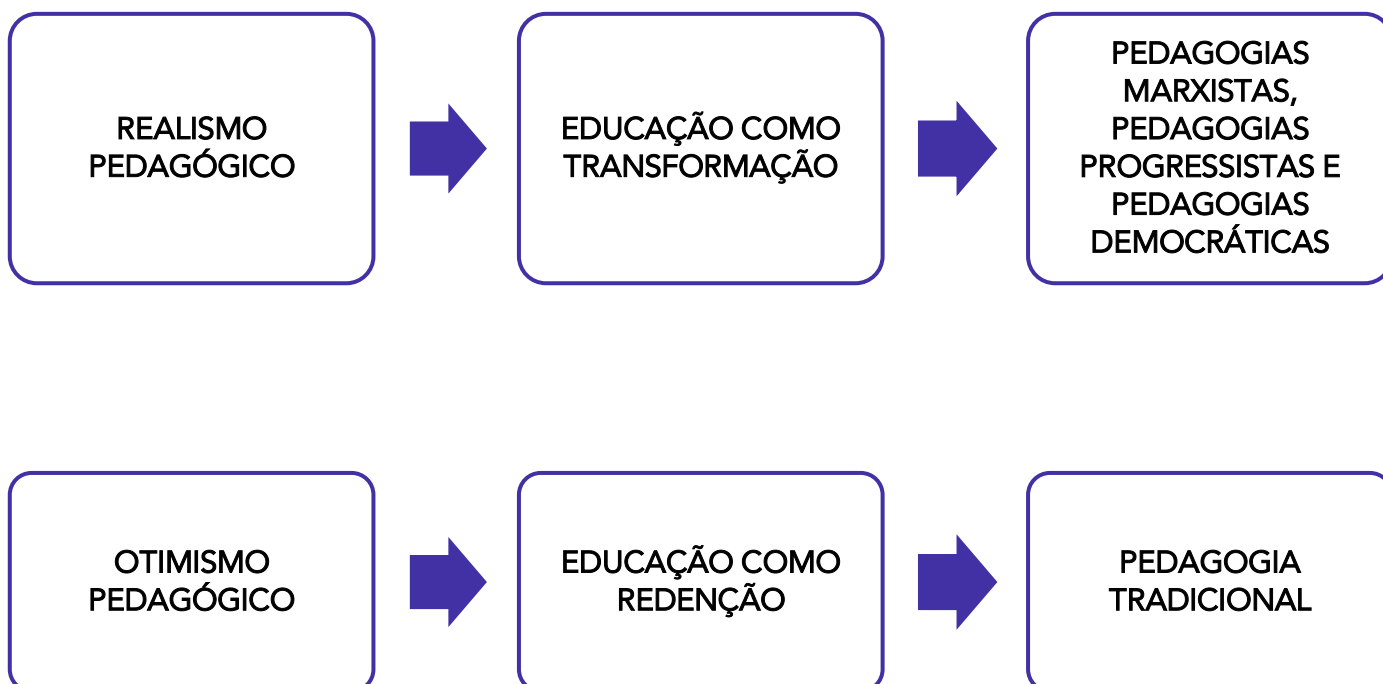 REALISMO
PEDAGÓGICO
EDUCAÇÃO COMO
TRANSFORMAÇÃO
PEDAGOGIAS
MARXISTAS,
PEDAGOGIAS
PROGRESSISTAS E
PEDAGOGIAS
DEMOCRÁTICAS
OTIMISMO
PEDAGÓGICO
EDUCAÇÃO COMO
REDENÇÃO
PEDAGOGIA
TRADICIONAL